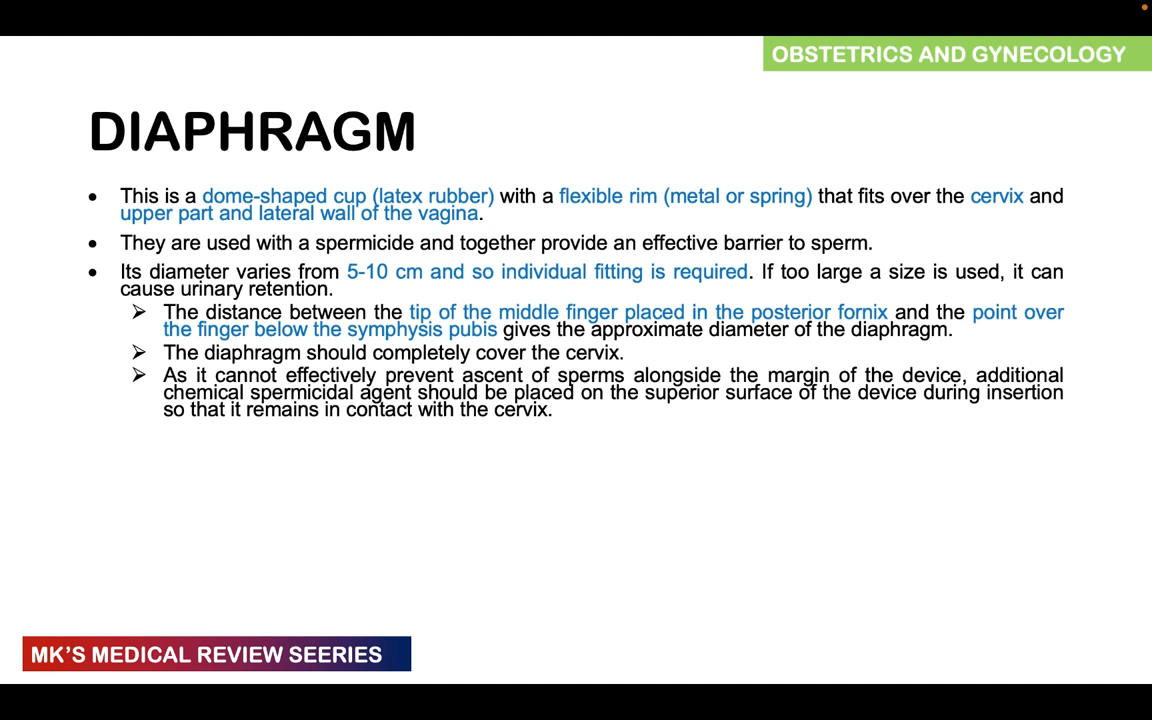 OBSTETRICS AND GYNECOLOGY
DIAPHRAGM
• This is a dome-shaped cup (latex rubber) with a flexible rim (metal or spring) that fits over the cervix and
upper part and lateral wall of the vagina.
• They are used with a spermicide and together provide an effective barrier to sperm.
• Its diameter varies from 5-10 cm and so individual fitting is required. If too large a size is used, it can
cause urinary retention.
➢ The distance between the tip of the middle finger placed in the posterior fornix and the point over
the finger below the symphysis pubis gives the approximate diameter of the diaphragm.
➢ The diaphragm should completely cover the cervix.
➢ As it cannot effectively prevent ascent of sperms alongside the margin of the device, additional
chemical spermicidal agent should be placed on the superior surface of the device during insertion
so that it remains in contact with the cervix.
MK'S MEDICAL REVIEW SEERIES